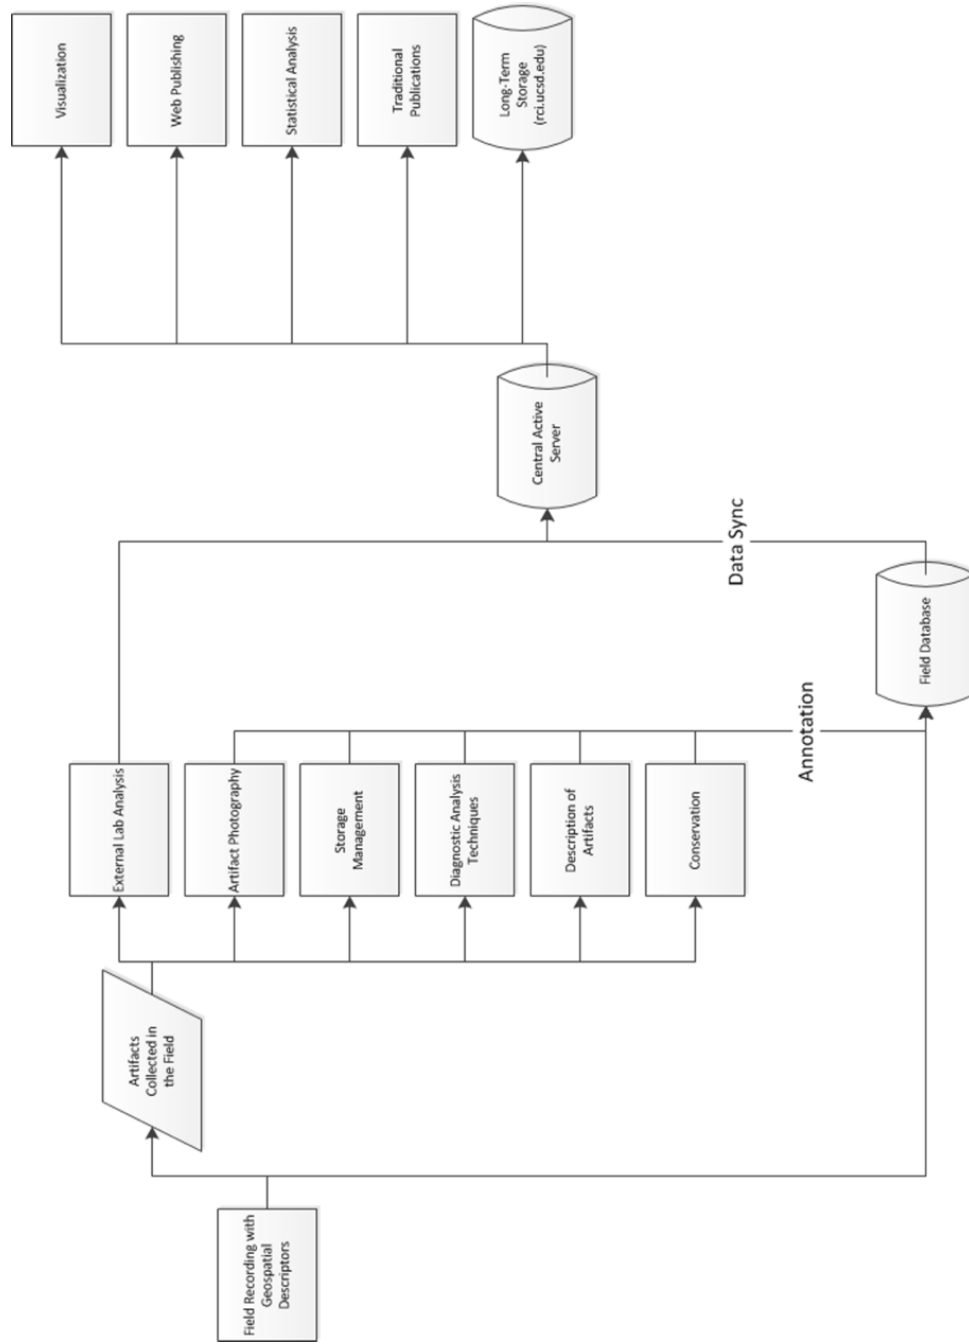 Field Recording with
Geospatial
Descriptors
Artifacts
Collected in
the Field
External Lab Analysis
Artifact Photography
Storage
Management
Diagnostic Analysis
Techniques
Description of
Artifacts
Conservation
Annotation
Field Database
Data Sync
Central Active
Server
Visualization
Web Publishing
Statistical Analysis
Traditional
Publications
Long-Term
Storage
(rci.ucsd.edu)